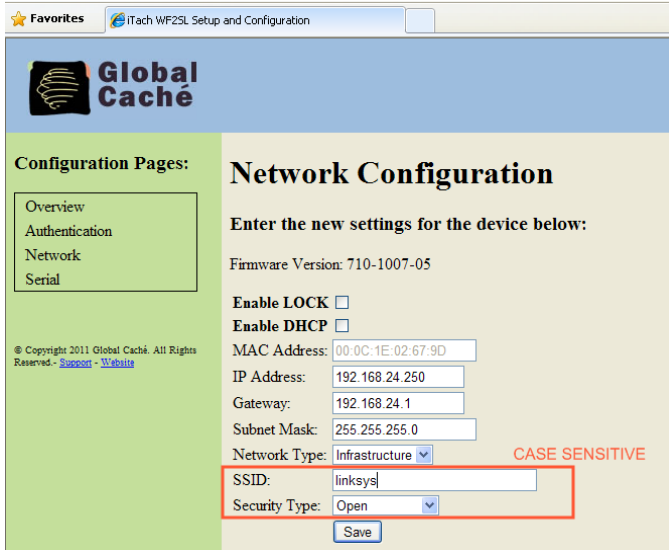 Favorites
iTach WF2SL Setup and Configuration
Global
Caché
Configuration Pages:
Overview
Authentication
Network
Serial
© Copyright 2011 Global Caché. All Rights
Reserved.- Support - Website
Network Configuration
Enter the new settings for the device below:
Firmware Version: 710-1007-05
Enable LOCK
Enable DHCP
MAC Address: 00:0C:1E:02:67:9D
IP Address: 192.168.24.250
Gateway: 192.168.24.1
Subnet Mask: 255.255.255.0
Network Type: Infrastructure
CASE SENSITIVE
SSID: linksys
Security Type: Open
Save